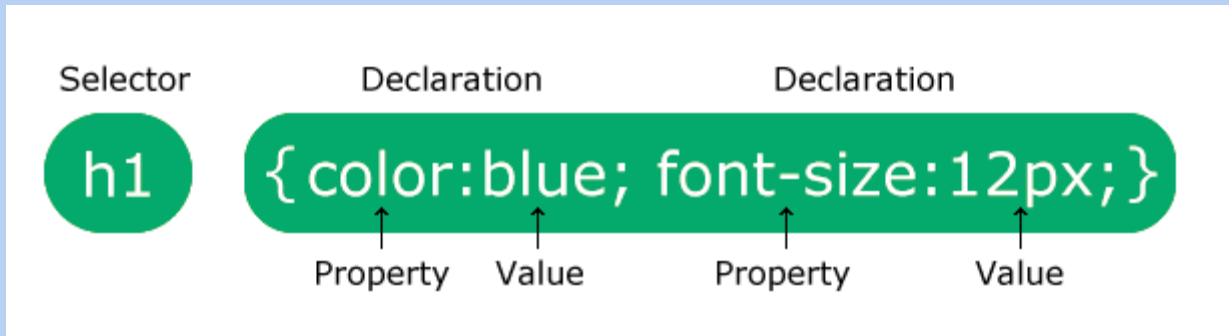 Selector Declaration Declaration
h1 {color:blue; font-size:12px;}
Property Value Property Value